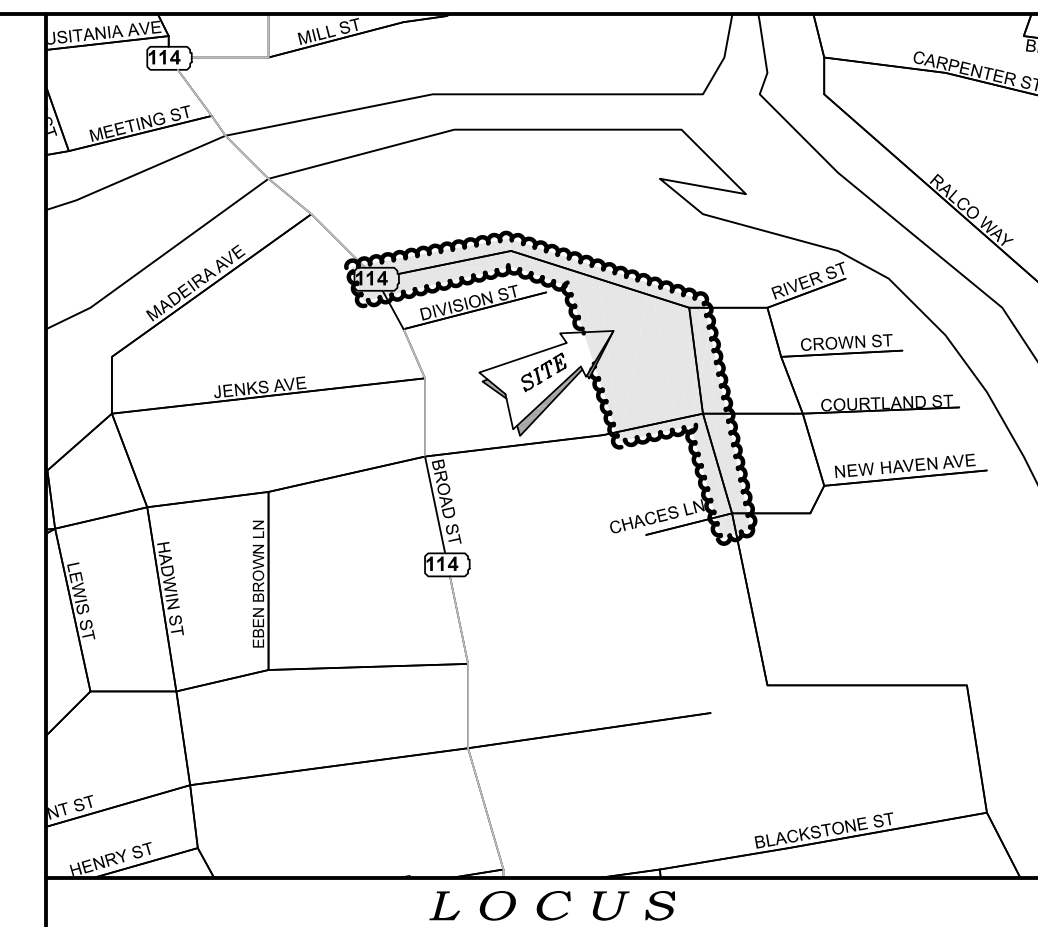 USITANIA AVE
MILL ST
114
CARPENTER ST
MEETING ST
ST
RALCO WAY
MADEIRA AVE
114
RIVER ST
DIVISION ST
CROWN ST
SITE
JENKS AVE
COURTLAND ST
NEW HAVEN AVE
BROAD ST
CHACES LN
114
LEWIS ST
HADWIN ST
EBEN BROWN LN
NT ST
BLACKSTONE ST
HENRY ST
LOCUS